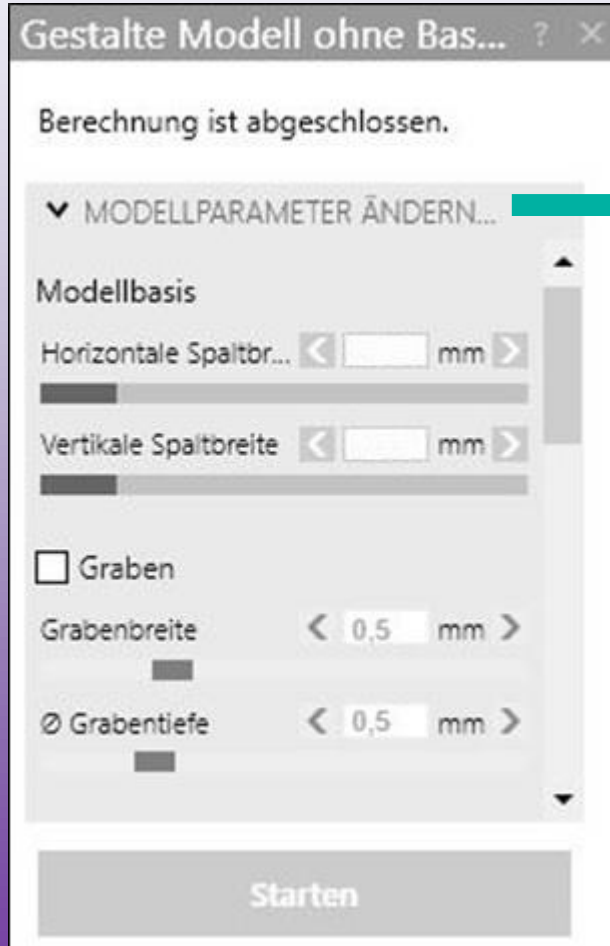 Gestalte Modell ohne Bas... ? ×
Berechnung ist abgeschlossen.
MODELLPARAMETER ÄNDERN...
Modellbasis
Horizontale Spaltbr... mm
Vertikale Spaltbreite mm
Graben
Grabenbreite 0,5 mm
Ø Grabentiefe 0,5 mm
Starten